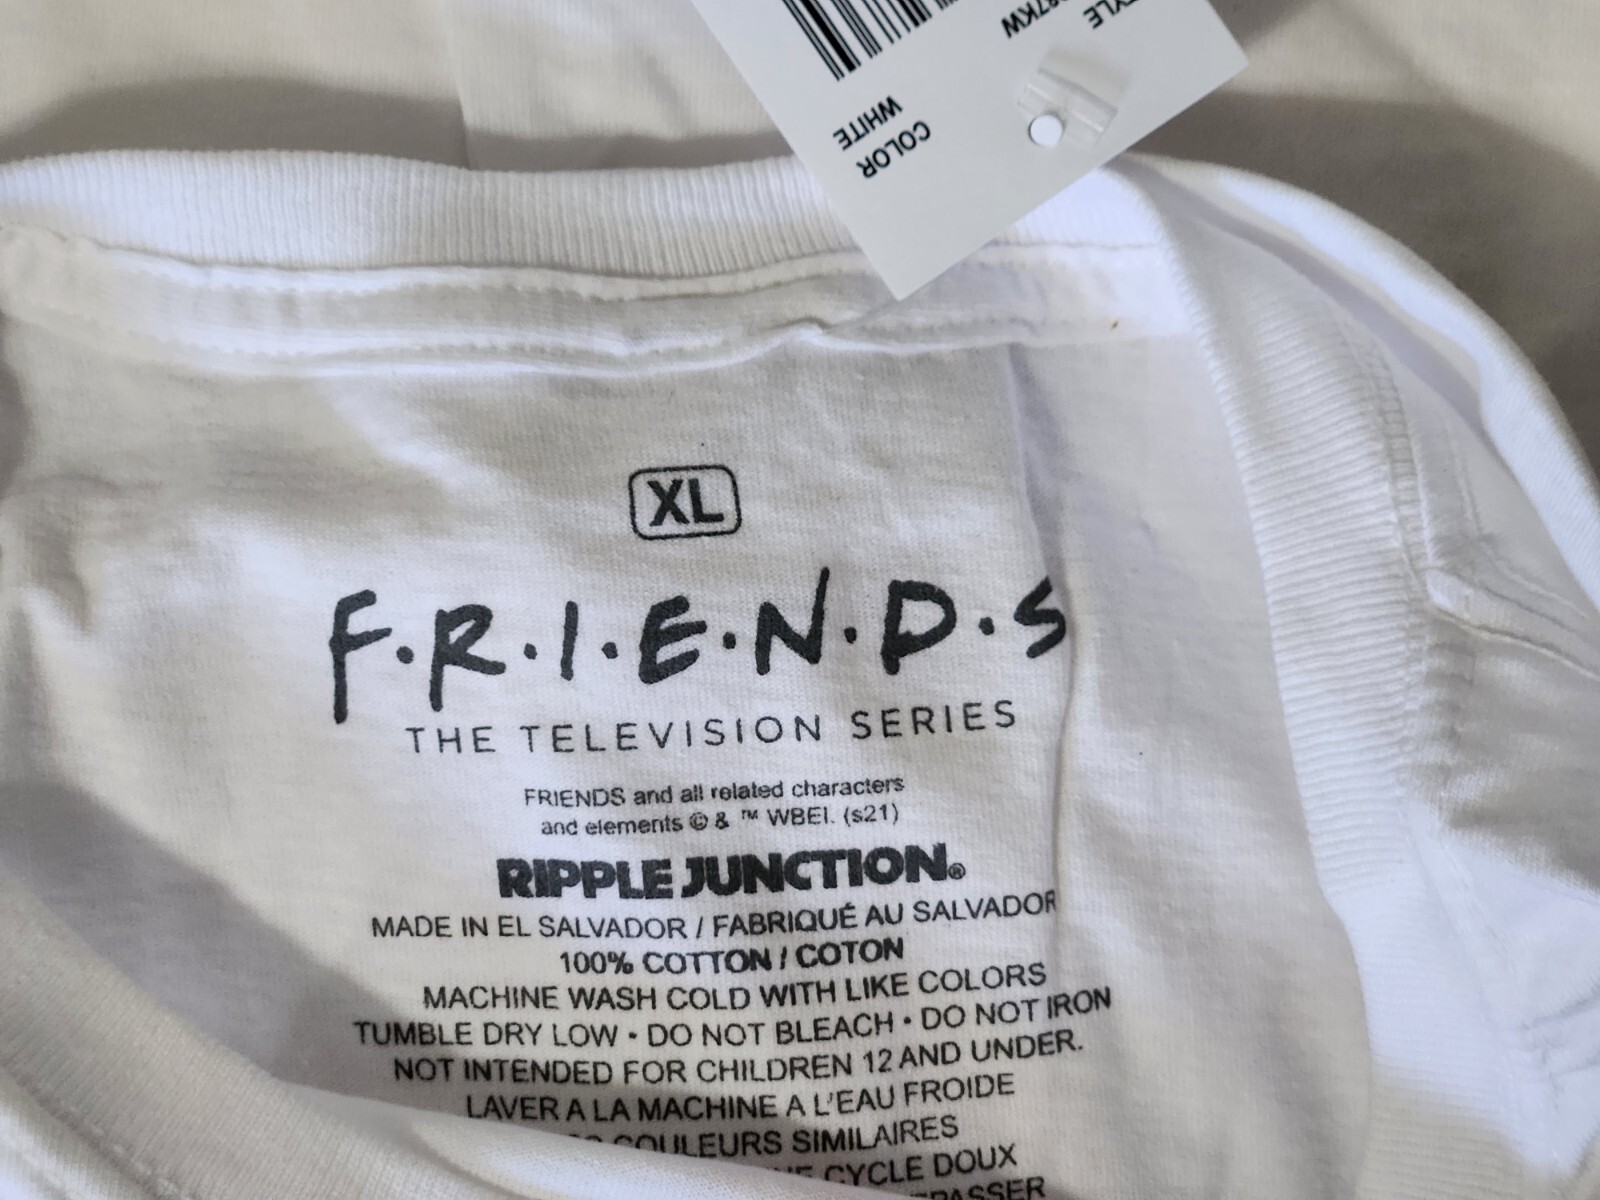 COLOR
WHITE
XL
F·R·I·E·N·D·S
THE TELEVISION SERIES
FRIENDS and all related characters
and elements © & ™ WBEI. (s21)
RIPPLE JUNCTION®
MADE IN EL SALVADOR / FABRIQUÉ AU SALVADOR
100% COTTON / COTON
MACHINE WASH COLD WITH LIKE COLORS
TUMBLE DRY LOW • DO NOT BLEACH • DO NOT IRON
NOT INTENDED FOR CHILDREN 12 AND UNDER.
LAVER A LA MACHINE A L'EAU FROIDE
COULEURS SIMILAIRES
CYCLE DOUX